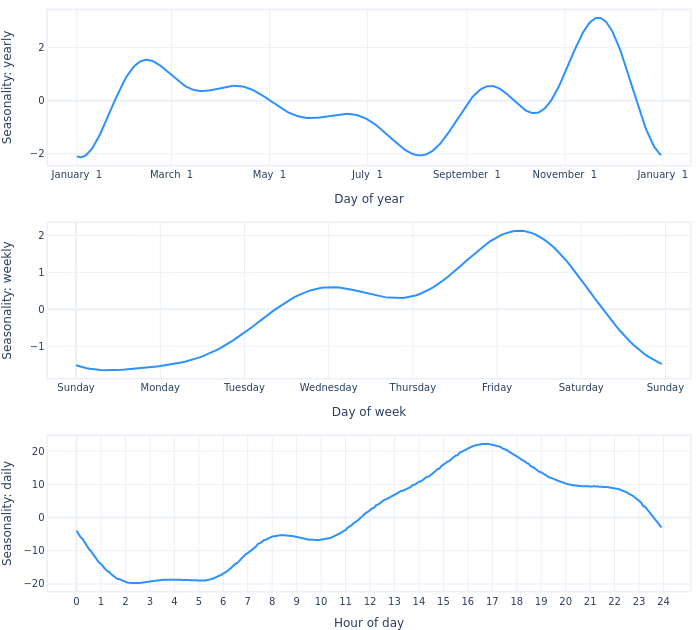 Seasonality: yearly
2
0
−2
January 1 March 1 May 1 July 1 September 1 November 1 January 1
Day of year
Seasonality: weekly
2
1
0
−1
Sunday Monday Tuesday Wednesday Thursday Friday Saturday Sunday
Day of week
Seasonality: daily
20
10
0
−10
−20
0 1 2 3 4 5 6 7 8 9 10 11 12 13 14 15 16 17 18 19 20 21 22 23 24
Hour of day